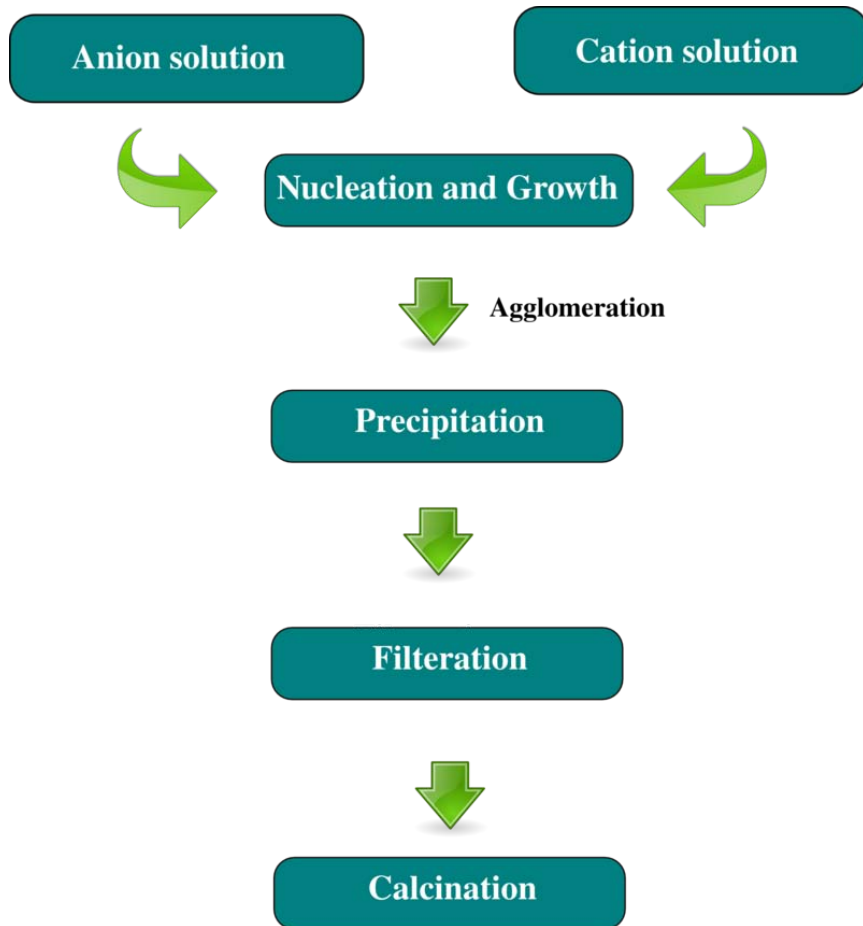 Anion solution
Cation solution
Nucleation and Growth
Agglomeration
Precipitation
Filteration
Calcination